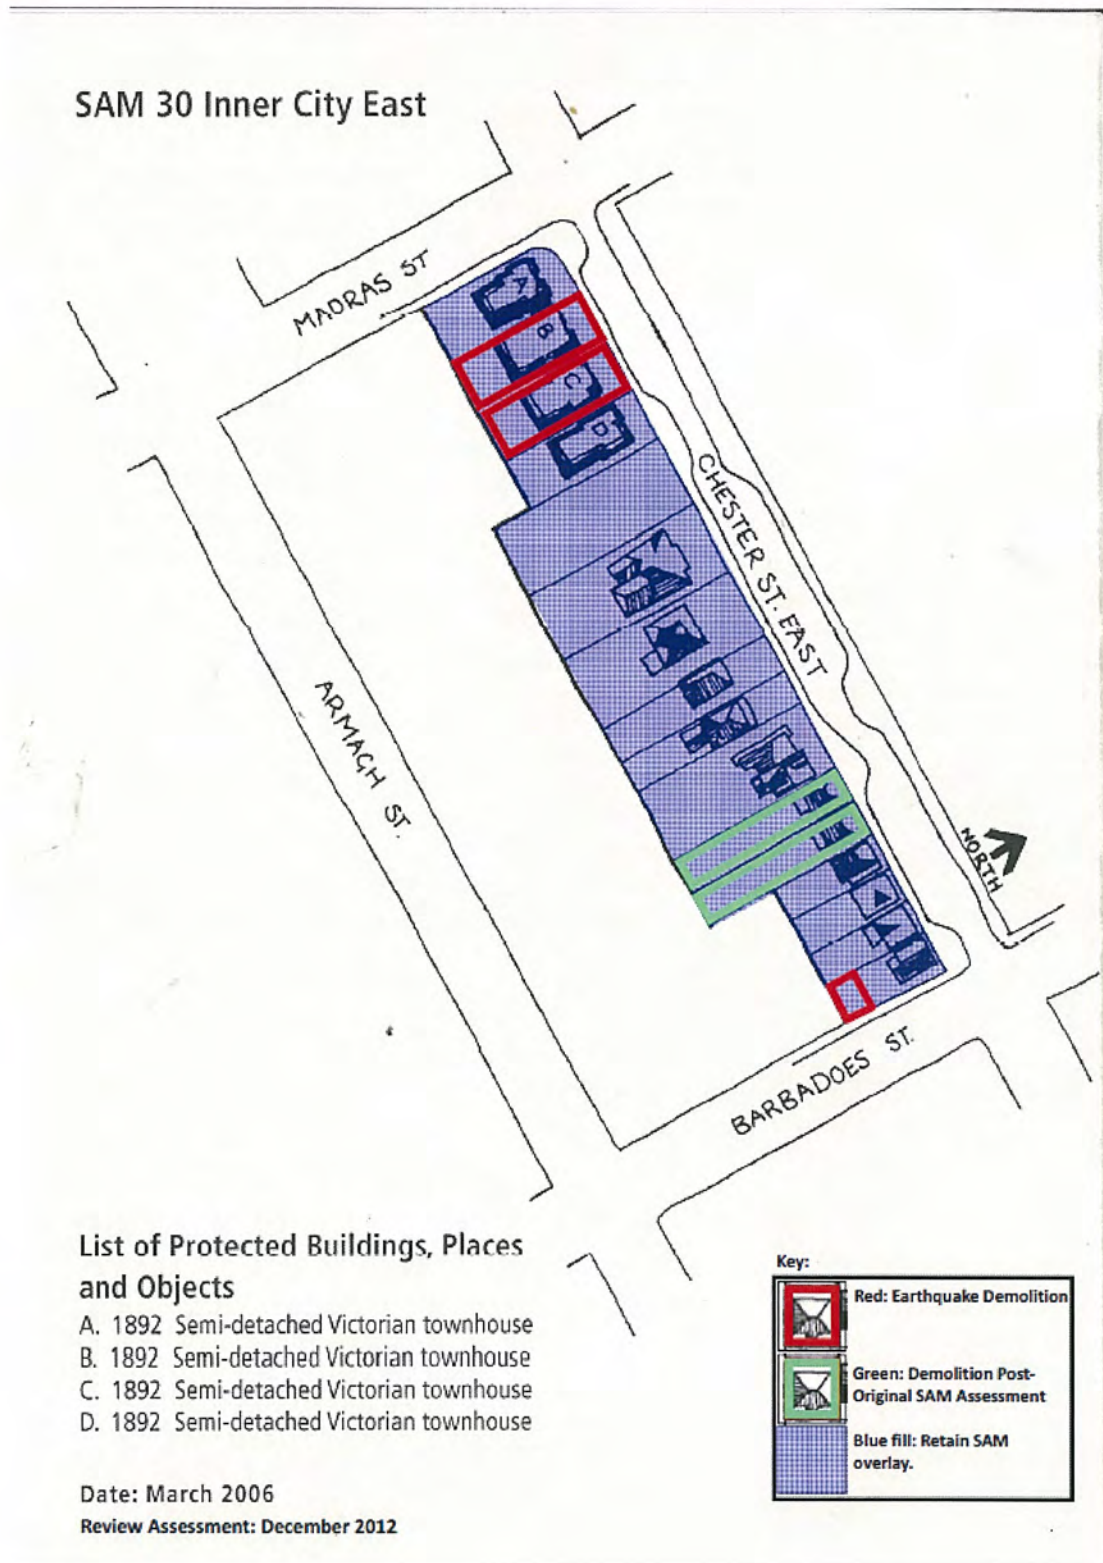 SAM 30 Inner City East
MADRAS ST
A
B
C
D
CHESTER ST. EAST
ARMAGH ST.
NORTH
BARBADOES ST.
List of Protected Buildings, Places
and Objects
A. 1892 Semi-detached Victorian townhouse
B. 1892 Semi-detached Victorian townhouse
C. 1892 Semi-detached Victorian townhouse
D. 1892 Semi-detached Victorian townhouse
Date: March 2006
Review Assessment: December 2012
Key:
Red: Earthquake Demolition
Green: Demolition Post-
Original SAM Assessment
Blue fill: Retain SAM
overlay.